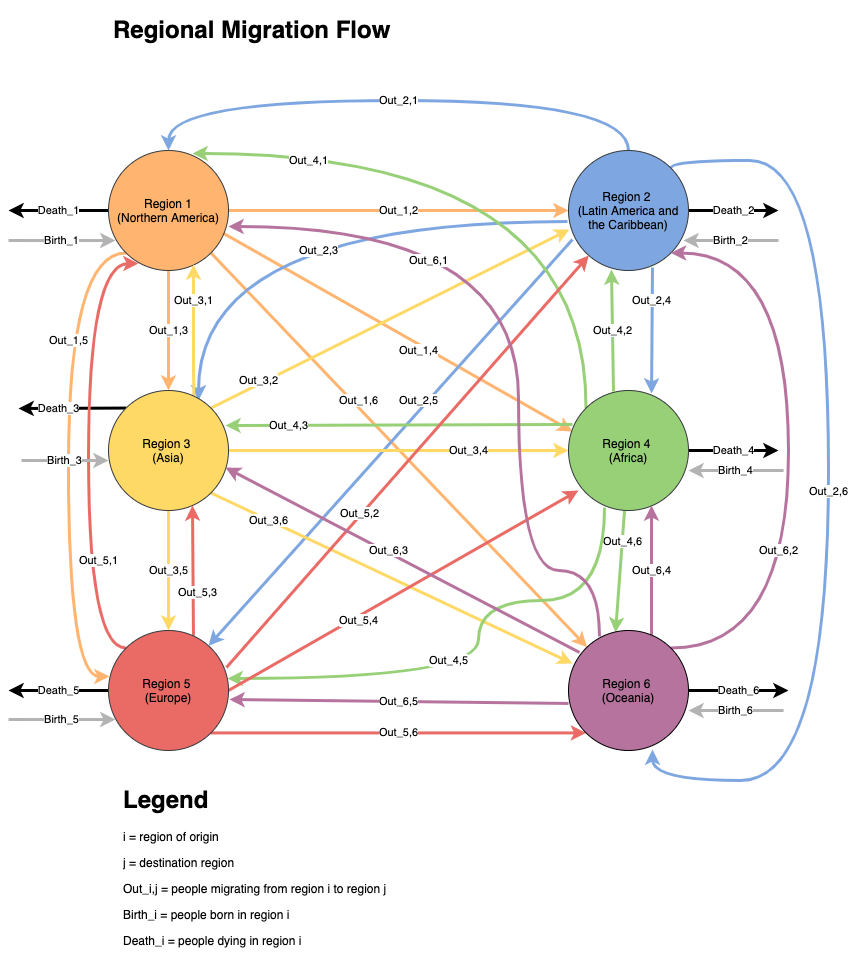 Regional Migration Flow
Out_2,1
Out_4,1
Region 1
(Northern America)
Region 2
(Latin America and
the Caribbean)
Death_1
Out_1,2
Death_2
Birth_1
Birth_2
Out_2,3
Out_6,1
Out_3,1
Out_2,4
Out_1,3
Out_4,2
Out_1,5
Out_1,4
Out_3,2
Out_1,6
Out_2,5
Death_3
Out_4,3
Region 3
(Asia)
Out_3,4
Region 4
(Africa)
Death_4
Birth_3
Birth_4
Out_2,6
Out_3,6
Out_5,2
Out_4,6
Out_6,3
Out_6,2
Out_5,1
Out_3,5
Out_6,4
Out_5,3
Out_5,4
Out_4,5
Region 5
(Europe)
Region 6
(Oceania)
Death_5
Death_6
Out_6,5
Birth_6
Birth_5
Out_5,6
Legend
i = region of origin
j = destination region
Out_i,j = people migrating from region i to region j
Birth_i = people born in region i
Death_i = people dying in region i